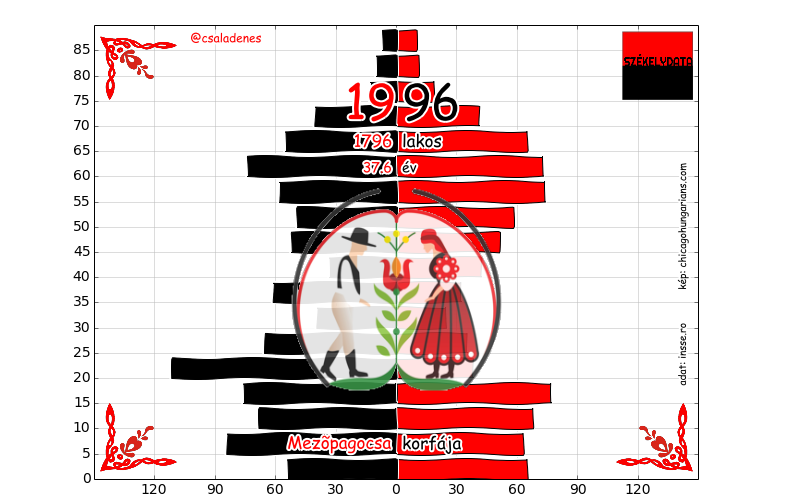 @csaladenes
SZÉKELYDATA
1996
1796 lakos
37.6 év
Mezõpagocsa korfája
kép: chicagohungarians.com
adat: insse.ro
85
80
75
70
65
60
55
50
45
40
35
30
25
20
15
10
5
0
120 90 60 30 0 30 60 90 120